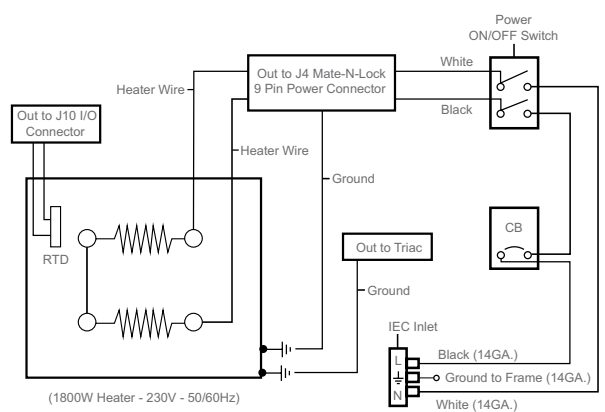 Power
ON/OFF Switch
White
Out to J4 Mate-N-Lock
9 Pin Power Connector
Heater Wire
Black
Out to J10 I/O
Connector
Heater Wire
Ground
CB
RTD
Out to Triac
Ground
IEC Inlet
L
Black (14GA.)
Ground to Frame (14GA.)
N
White (14GA.)
(1800W Heater - 230V - 50/60Hz)